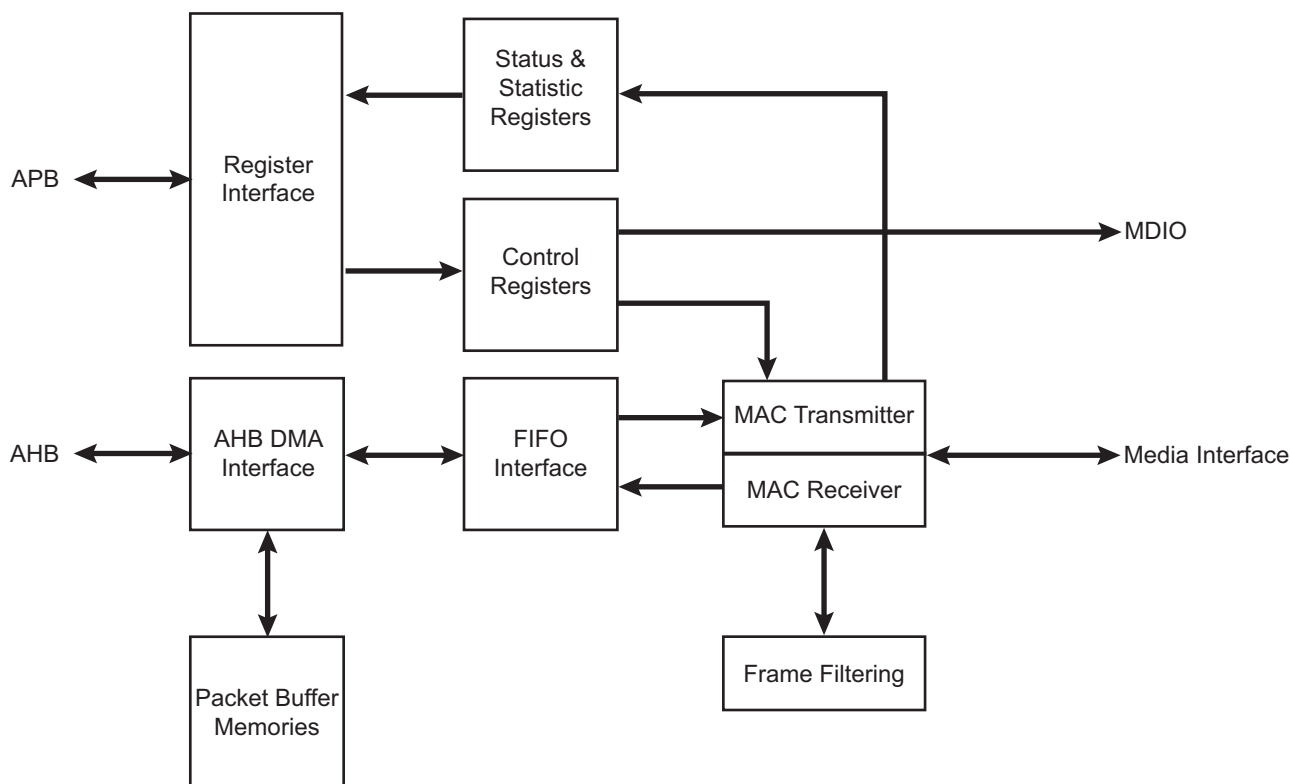 Status &
Statistic
Registers
APB
Register
Interface
MDIO
Control
Registers
MAC Transmitter
AHB
AHB DMA
Interface
FIFO
Interface
Media Interface
MAC Receiver
Frame Filtering
Packet Buffer
Memories